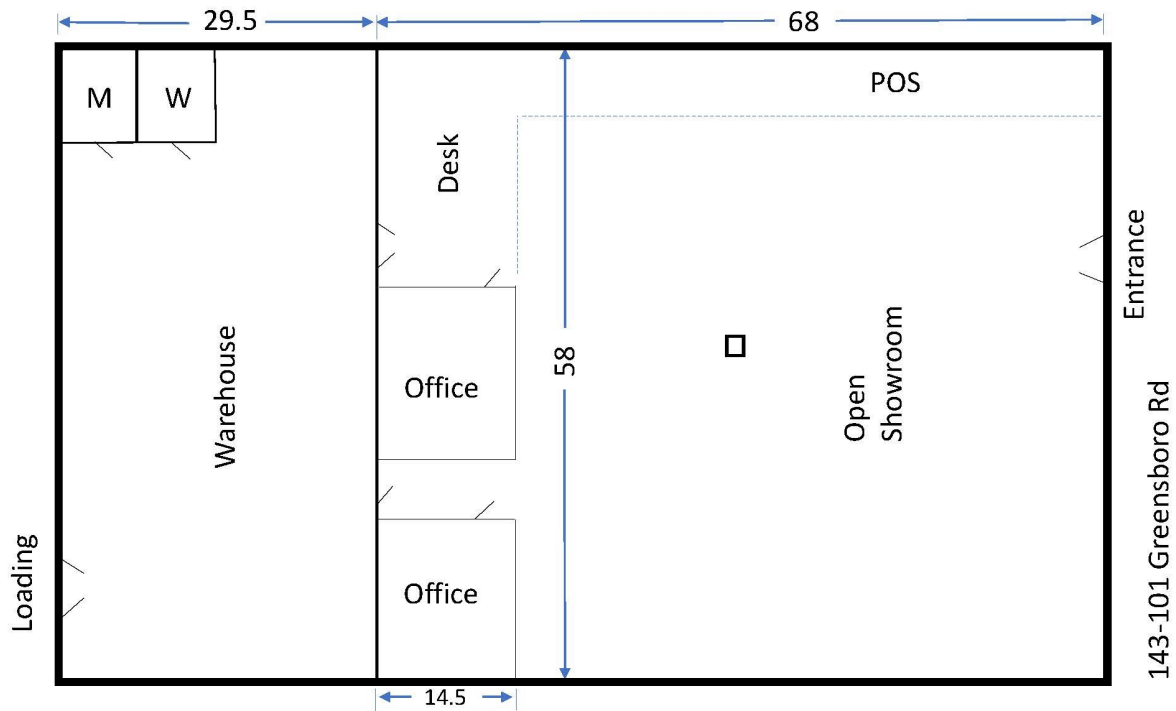 29.5
68
M
W
POS
Desk
Entrance
58
Warehouse
Office
Open
Showroom
Loading
Office
143-101 Greensboro Rd
14.5